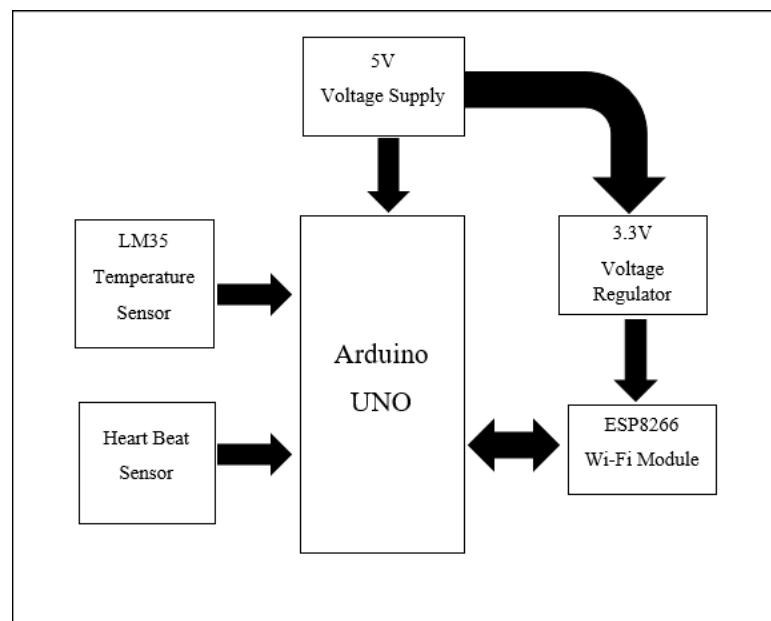 5V
Voltage Supply
LM35
Temperature
Sensor
3.3V
Voltage
Regulator
Arduino
UNO
Heart Beat
Sensor
ESP8266
Wi-Fi Module